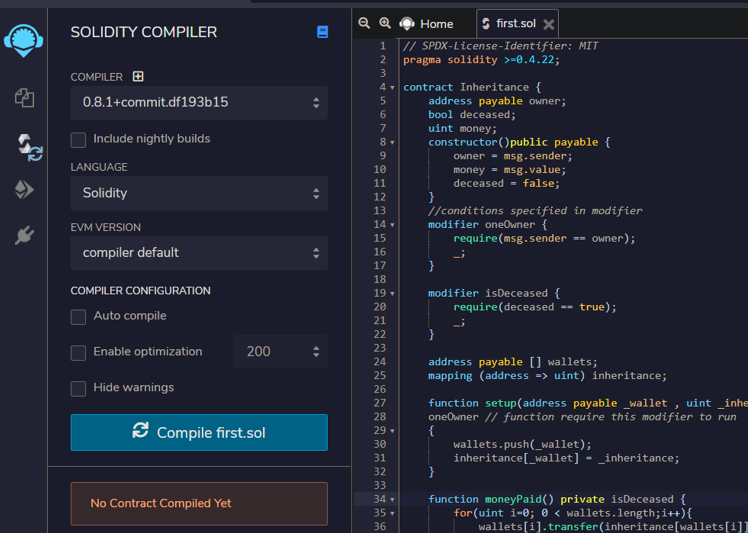 SOLIDITY COMPILER
COMPILER
0.8.1+commit.df193b15
Include nightly builds
LANGUAGE
Solidity
EVM VERSION
compiler default
COMPILER CONFIGURATION
Auto compile
Enable optimization 200
Hide warnings
Compile first.sol
No Contract Compiled Yet
Home first.sol
1 // SPDX-License-Identifier: MIT
2 pragma solidity >=0.4.22;
3
4 contract Inheritance {
5 address payable owner;
6 bool deceased;
7 uint money;
8 constructor()public payable {
9 owner = msg.sender;
10 money = msg.value;
11 deceased = false;
12 }
13 //conditions specified in modifier
14 modifier oneOwner {
15 require(msg.sender == owner);
16 _;
17 }
18
19 modifier isDeceased {
20 require(deceased == true);
21 _;
22 }
23
24 address payable [] wallets;
25 mapping (address => uint) inheritance;
26
27 function setup(address payable _wallet , uint _inhe
28 oneOwner // function require this modifier to run
29 {
30 wallets.push(_wallet);
31 inheritance[_wallet] = _inheritance;
32 }
33
34 function moneyPaid() private isDeceased {
35 for(uint i=0; 0 < wallets.length;i++){
36 wallets[i].transfer(inheritance[wallets[i]]